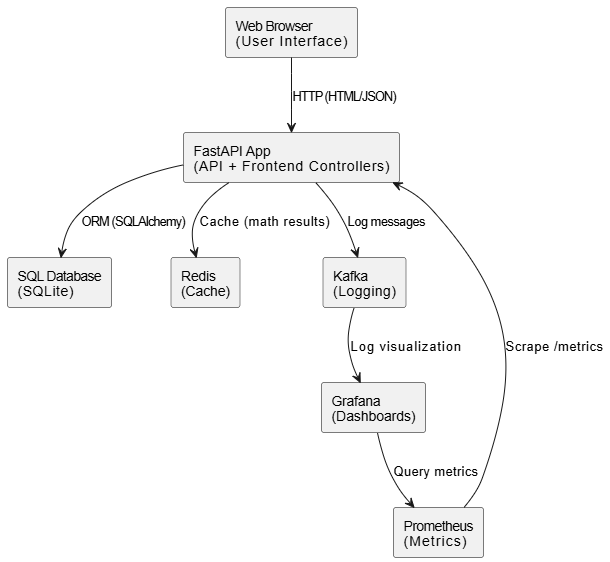 Web Browser
(User Interface)
HTTP (HTML/JSON)
FastAPI App
(API + Frontend Controllers)
ORM (SQLAlchemy)
Cache (math results)
Log messages
SQL Database
(SQLite)
Redis
(Cache)
Kafka
(Logging)
Log visualization
Scrape /metrics
Grafana
(Dashboards)
Query metrics
Prometheus
(Metrics)